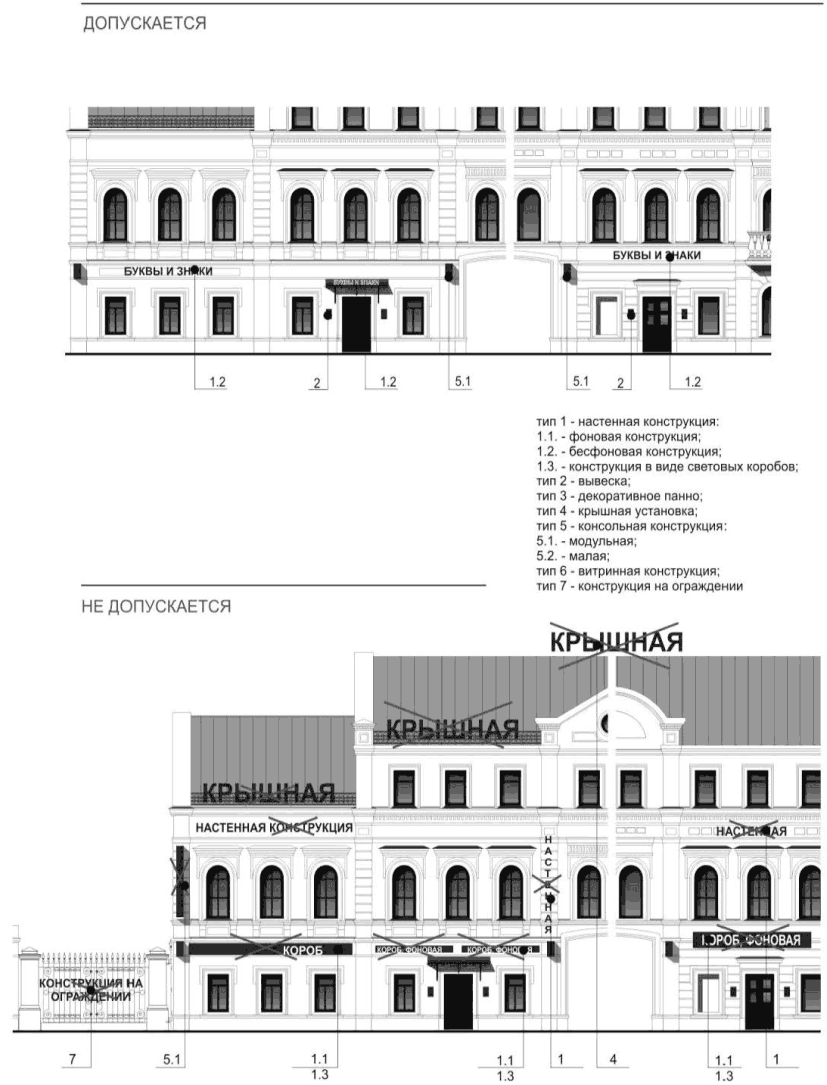 ДОПУСКАЕТСЯ
БУКВЫ И ЗНАКИ
БУКВЫ И ЗНАКИ
БУКВЫ И ЗНАКИ
1.2
2
1.2
5.1
5.1
2
1.2
тип 1 - настенная конструкция:
1.1. - фоновая конструкция;
1.2. - бесфоновая конструкция;
1.3. - конструкция в виде световых коробов;
тип 2 - вывеска;
тип 3 - декоративное панно;
тип 4 - крышная установка;
тип 5 - консольная конструкция:
5.1. - модульная;
5.2. - малая;
тип 6 - витринная конструкция;
тип 7 - конструкция на ограждении
НЕ ДОПУСКАЕТСЯ
КРЫШНАЯ
КРЫШНАЯ
КРЫШНАЯ
НАСТЕННАЯ КОНСТРУКЦИЯ
НАСТЕННАЯ
НАСТЕННАЯ
КОРОБ
КОРОБ, ФОНОВАЯ
КОРОБ, ФОНОВАЯ
КОРОБ, ФОНОВАЯ
КОНСТРУКЦИЯ НА
ОГРАЖДЕНИИ
7
5.1
1.1
1.3
1.1
1.3
1
4
1.1
1.3
1